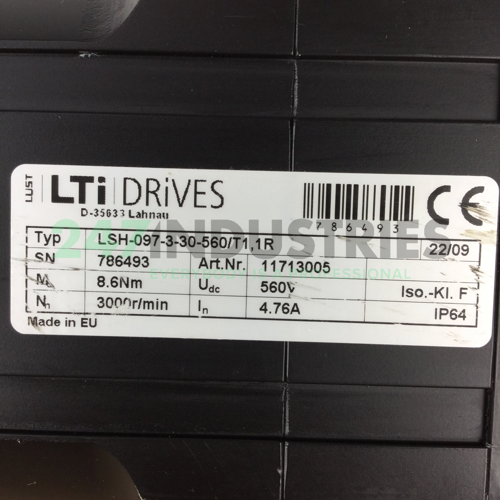 LUST LTi DRiVES
D-35633 Lahnau
786493
CE
Typ LSH-097-3-30-560/T1,1R 22/09
247INDUSTRIES
SN 786493 Art.Nr. 11713005
M 8.6Nm Udc 560V Iso.-Kl. F
Nn 3000r/min In 4.76A IP64
Made in EU